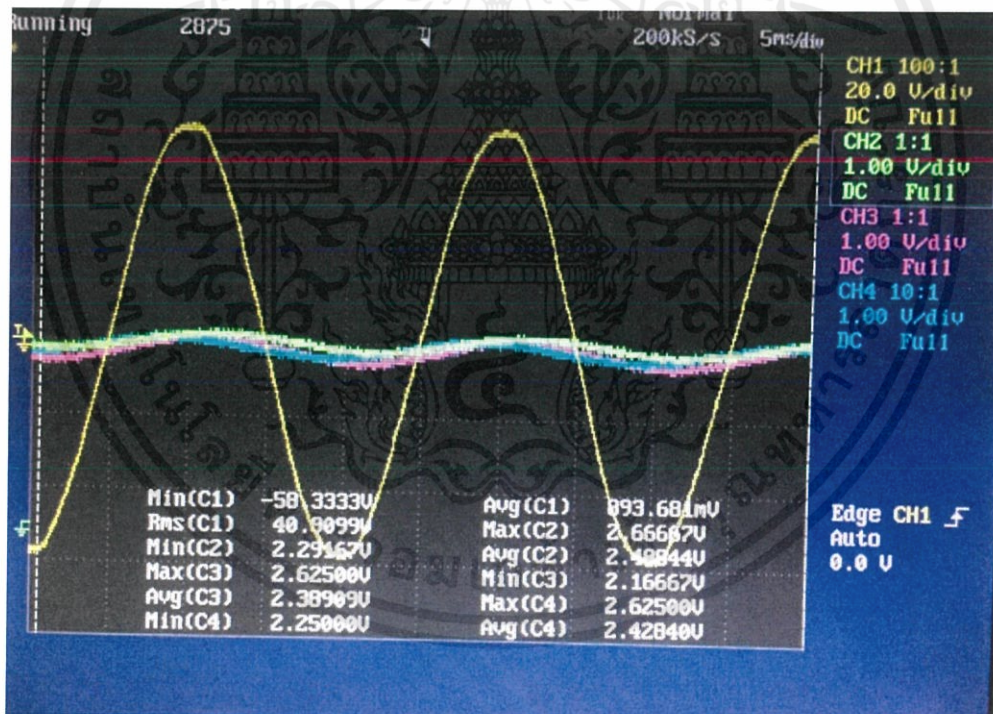 Running 2875 Normal
200kS/s 5ms/div
CH1 100:1
20.0 V/div
DC Full
CH2 1:1
1.00 V/div
DC Full
CH3 1:1
1.00 V/div
DC Full
CH4 10:1
1.00 V/div
DC Full
T
Min(C1) -58.3333V Avg(C1) 893.681mV
Rms(C1) 40.9099V Max(C2) 2.66667V
Min(C2) 2.29167V Avg(C2) 2.48844V
Max(C3) 2.62500V Min(C3) 2.16667V
Avg(C3) 2.38909V Max(C4) 2.62500V
Min(C4) 2.25000V Avg(C4) 2.42840V
Edge CH1
Auto
0.0 V